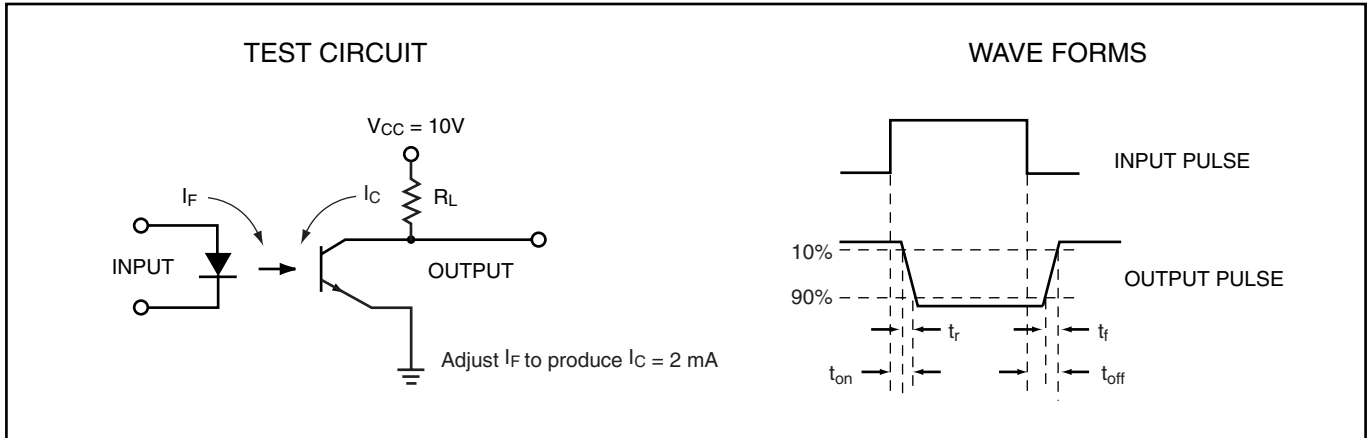 TEST CIRCUIT
VCC = 10V
IF
IC
RL
INPUT
OUTPUT
Adjust IF to produce IC = 2 mA
WAVE FORMS
INPUT PULSE
10%
OUTPUT PULSE
90%
tr
tf
ton
toff